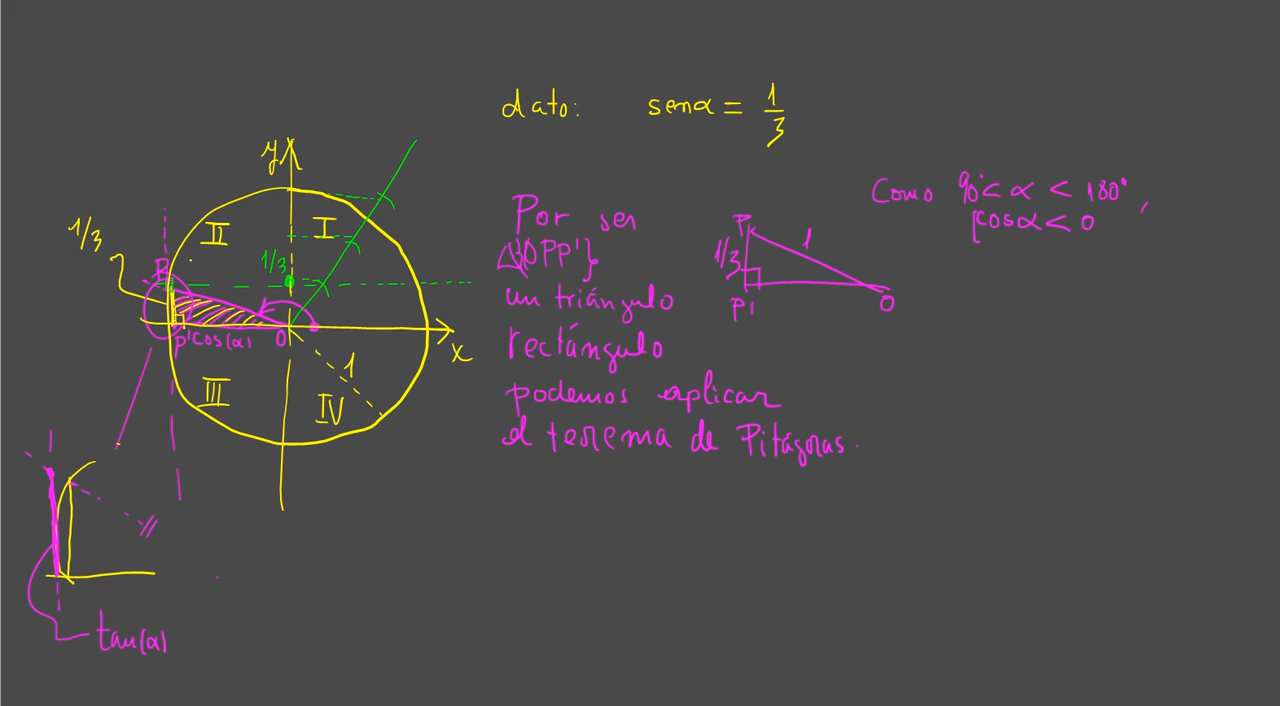 dato: senα = 1/3
Como 90° < α < 180°,
cosα < 0
Por ser
△{OPP'}
un triángulo
rectángulo
podemos aplicar
el teorema de Pitágoras.
P
1
1/3
P'
O
y
II
I
1/3
1/3
P
P' cos(α) O
x
1
III
IV
tan(α)